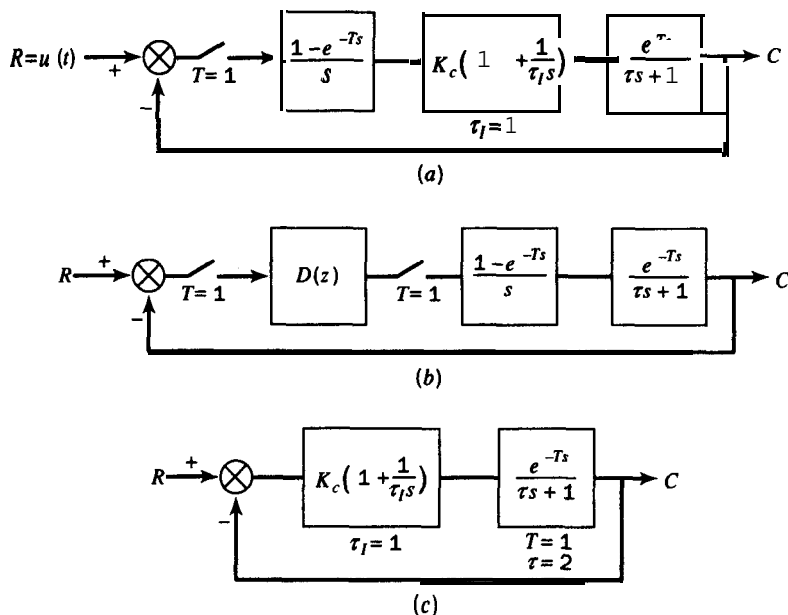 R=u (t) + − T = 1 1−e^{−Ts} / s K_c( 1 + 1/τ_I s ) τs + 1 C
τ_I = 1
(a)
R + − T = 1 D(z) T = 1 1−e^{−Ts} / s e^{−Ts} / τs + 1 C
(b)
R + − K_c( 1 + 1/τ_I s ) e^{−Ts} / τs + 1 C
τ_I = 1 T = 1
τ = 2
(c)